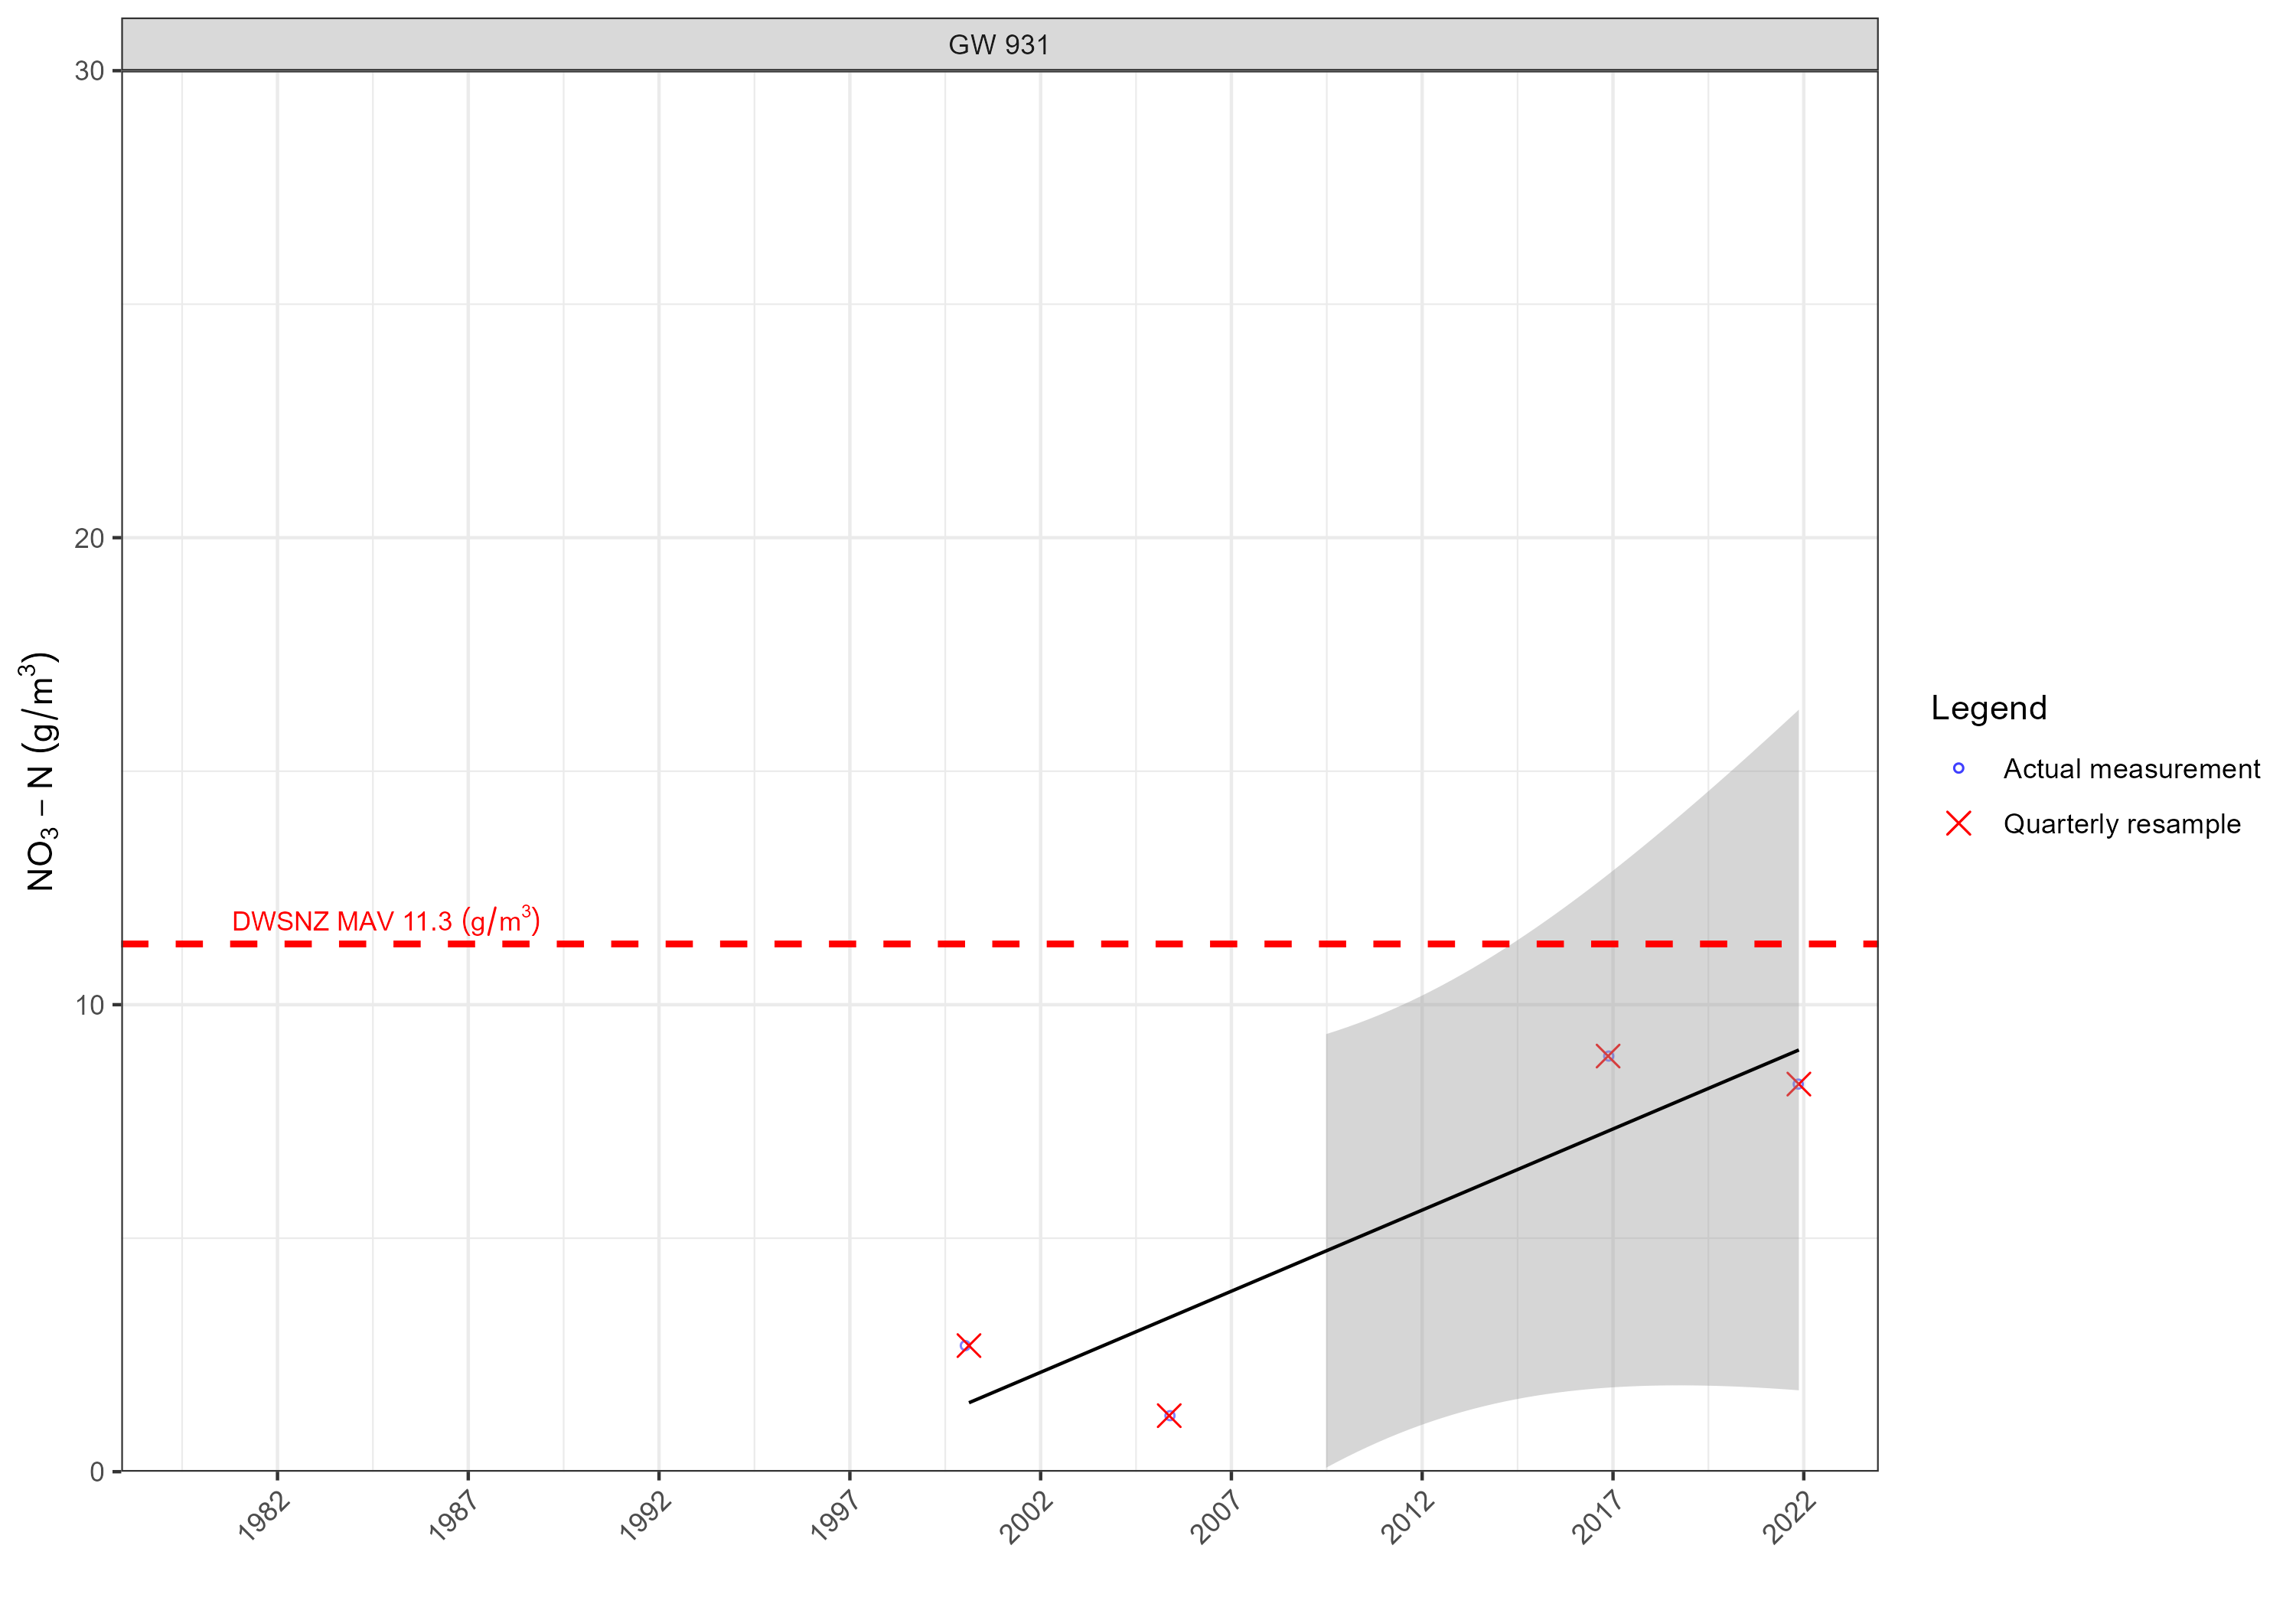 GW 931
30
20
10
0
NO₃ – N (g/m³)
DWSNZ MAV 11.3 (g/m³)
1982
1987
1992
1997
2002
2007
2012
2017
2022
Legend
Actual measurement
Quarterly resample